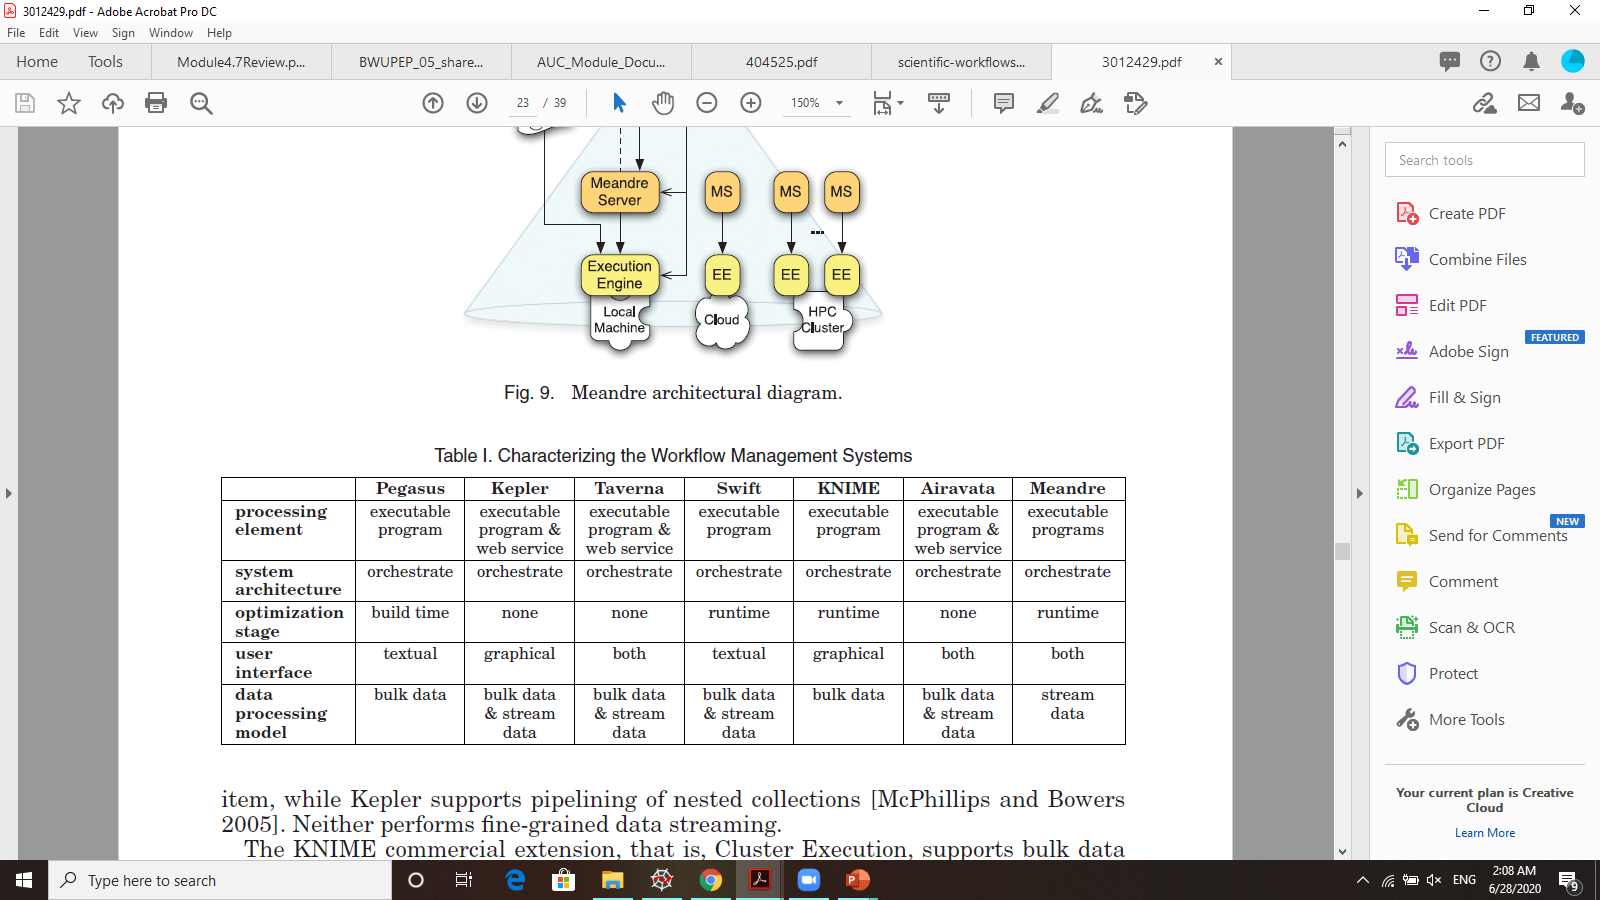 3012429.pdf - Adobe Acrobat Pro DC
File Edit View Sign Window Help
Home Tools Module4.7Review.p... BWUPEP_05_share... AUC_Module_Docu... 404525.pdf scientific-workflows... 3012429.pdf ×
23 / 39 150%
Meandre Server MS MS MS
...
Execution Engine EE EE EE
Local Machine Cloud HPC Cluster
Fig. 9. Meandre architectural diagram.
Table I. Characterizing the Workflow Management Systems
Pegasus Kepler Taverna Swift KNIME Airavata Meandre
processing executable executable executable executable executable executable executable
element program program & program & program program program & programs
web service web service web service
system orchestrate orchestrate orchestrate orchestrate orchestrate orchestrate orchestrate
architecture
optimization build time none none runtime runtime none runtime
stage
user textual graphical both textual graphical both both
interface
data bulk data bulk data bulk data bulk data bulk data bulk data stream
processing & stream & stream & stream & stream data
model data data data data
item, while Kepler supports pipelining of nested collections [McPhillips and Bowers
2005]. Neither performs fine-grained data streaming.
The KNIME commercial extension, that is, Cluster Execution, supports bulk data
Search tools
Create PDF
Combine Files
Edit PDF
FEATURED
Adobe Sign
Fill & Sign
Export PDF
Organize Pages
NEW
Send for Comments
Comment
Scan & OCR
Protect
More Tools
Your current plan is Creative
Cloud
Learn More
Type here to search
ENG
2:08 AM
6/28/2020
9